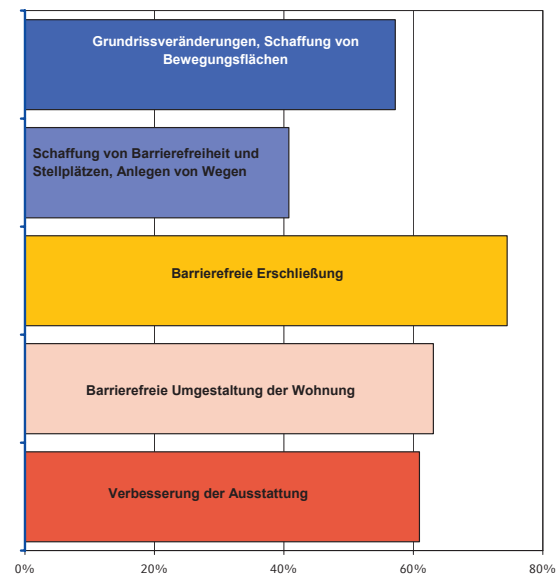 Grundrissveränderungen, Schaffung von
Bewegungsflächen
Schaffung von Barrierefreiheit und
Stellplätzen, Anlegen von Wegen
Barrierefreie Erschließung
Barrierefreie Umgestaltung der Wohnung
Verbesserung der Ausstattung
0% 20% 40% 60% 80%